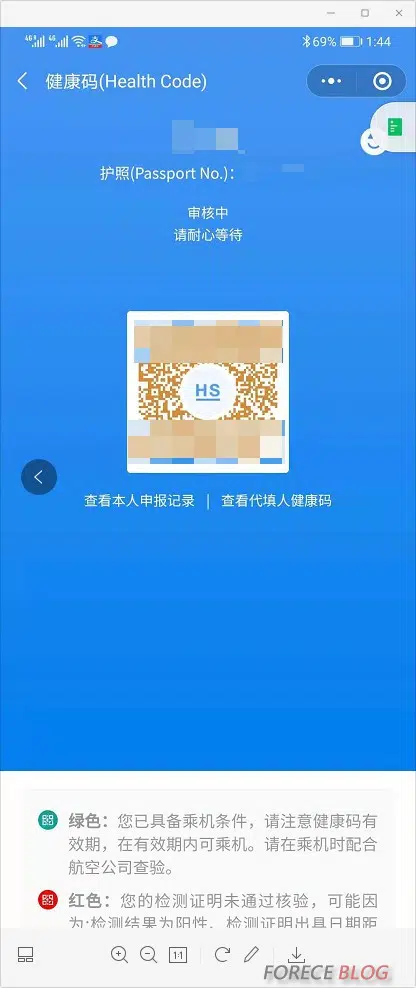 4G 4G 69% 1:44
健康码(Health Code)
护照(Passport No.):
审核中
请耐心等待
HS
查看本人申报记录 | 查看代填人健康码
绿色：您已具备乘机条件，请注意健康码有
效期，在有效期内可乘机。请在乘机时配合
航空公司查验。
红色：您的检测证明未通过核验，可能因
为:检测结果为阳性、检测证明出具日期距
1:1
FORECE BLOG